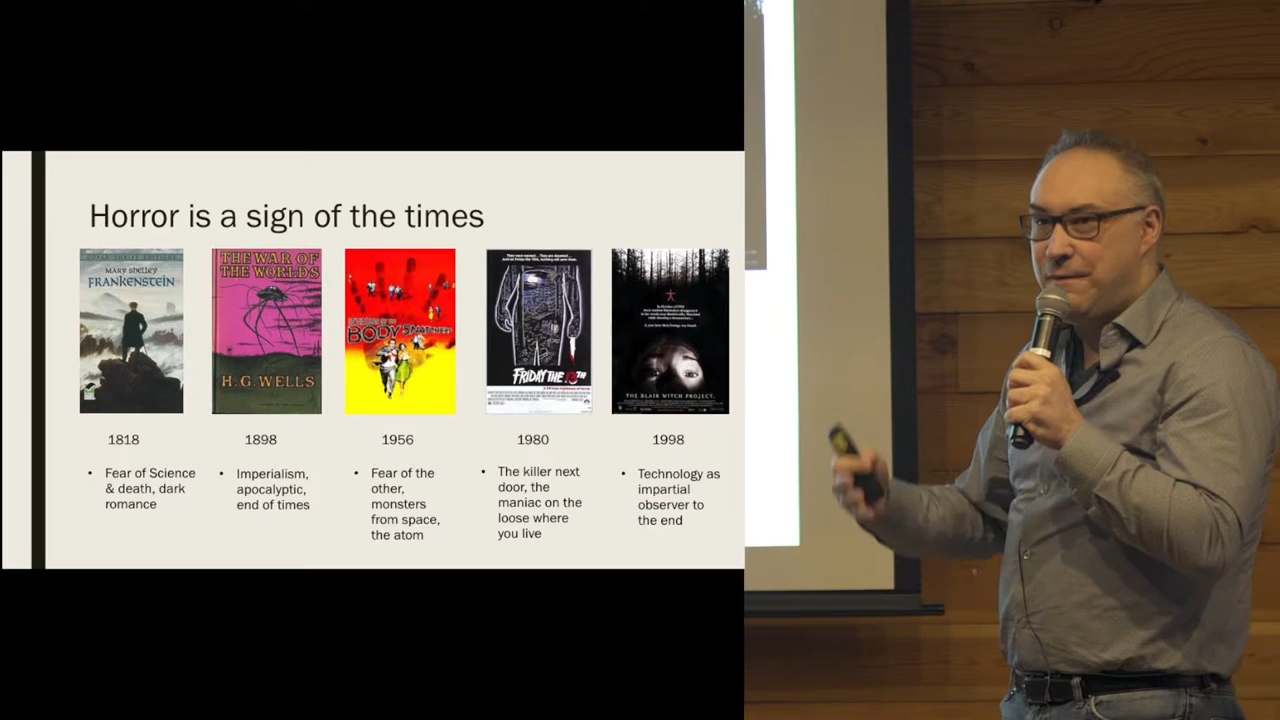 Horror is a sign of the times
MARY SHELLEY
FRANKENSTEIN
THE WAR OF
THE WORLDS
H.G. WELLS
INVASION OF THE
BODY SNATCHERS
FRIDAY THE 13TH
THE BLAIR WITCH PROJECT
1818
1898
1956
1980
1998
• Fear of Science
& death, dark
romance
• Imperialism,
apocalyptic,
end of times
• Fear of the
other,
monsters
from space,
the atom
• The killer next
door, the
maniac on the
loose where
you live
• Technology as
impartial
observer to
the end